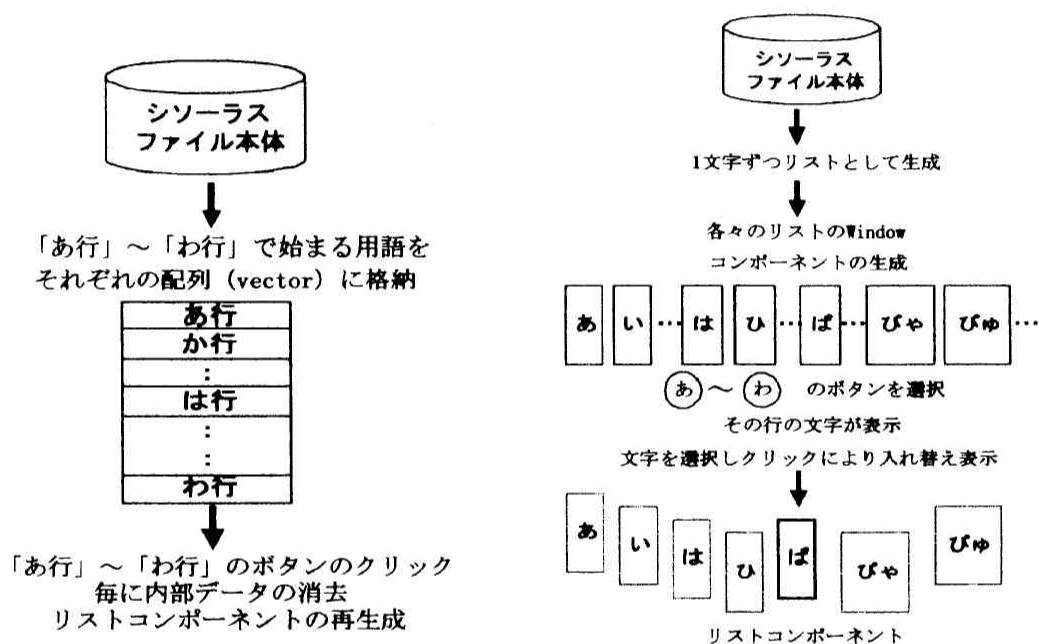 シソーラス
ファイル本体
「あ行」～「わ行」で始まる用語を
それぞれの配列（vector）に格納
あ行
か行
：
は行
：
：
わ行
「あ行」～「わ行」のボタンのクリック
毎に内部データの消去
リストコンポーネントの再生成
シソーラス
ファイル本体
1文字ずつリストとして生成
各々のリストのWindow
コンポーネントの生成
あ い … は ひ … ぱ … ぴゃ ぴゅ …
あ ～ わ のボタンを選択
その行の文字が表示
文字を選択しクリックにより入れ替え表示
あ い は ひ ぱ ぴゃ ぴゅ
リストコンポーネント